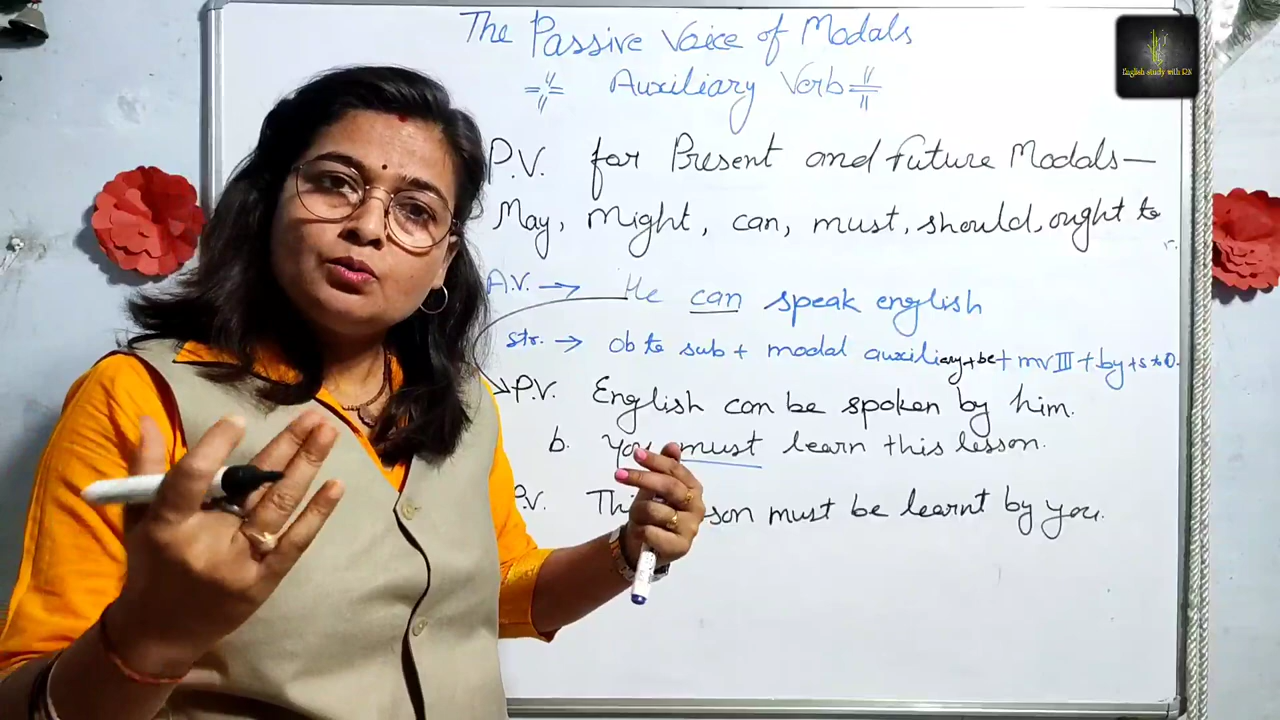 The Passive Voice of Modals
Auxiliary Verb
English study with RN
P.V. for Present and future Modals—
May, Might, can, must, should, ought to
A.V. → He can speak english
Str. → ob to sub + modal auxiliary + be + mv III + by + s to O.
P.V. English can be spoken by him.
b. You must learn this lesson.
P.V. must be learnt by you.